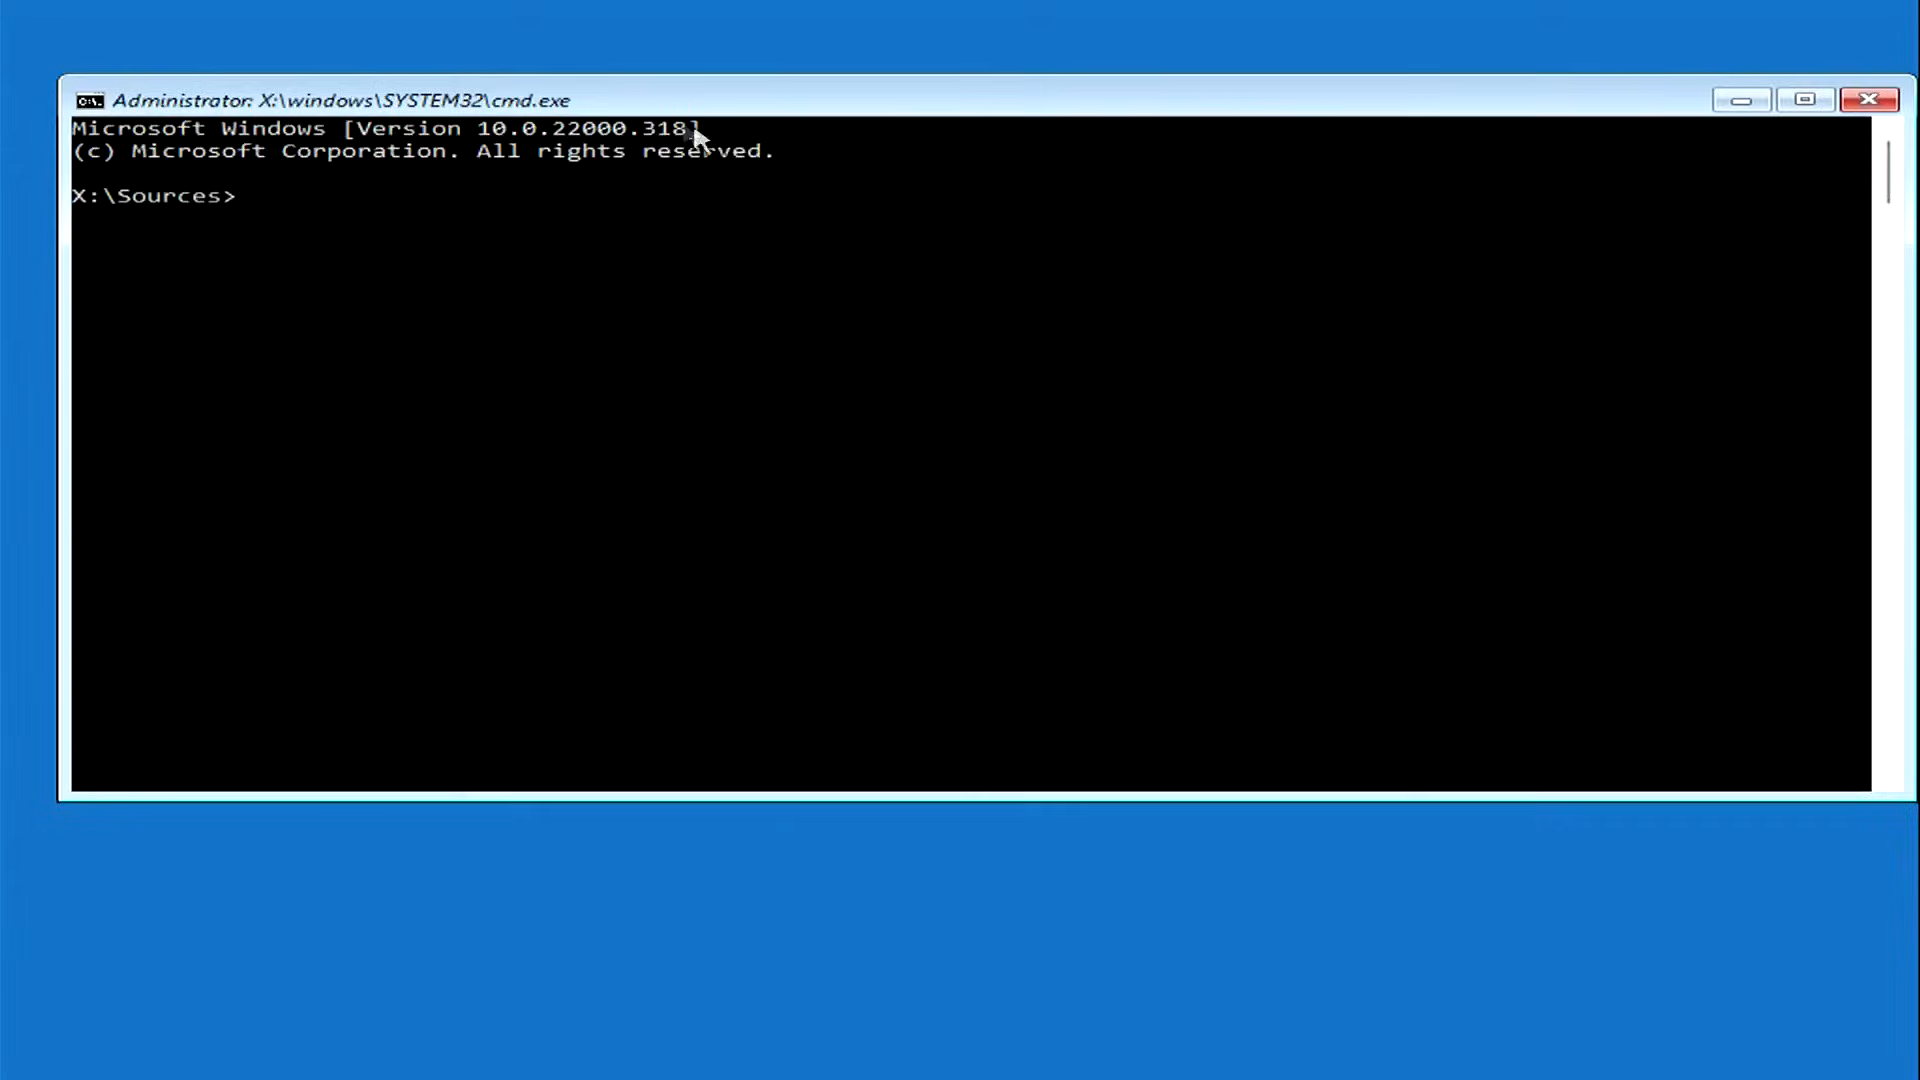 Administrator: X:\windows\SYSTEM32\cmd.exe
Microsoft Windows [Version 10.0.22000.318]
(c) Microsoft Corporation. All rights reserved.
X:\Sources>